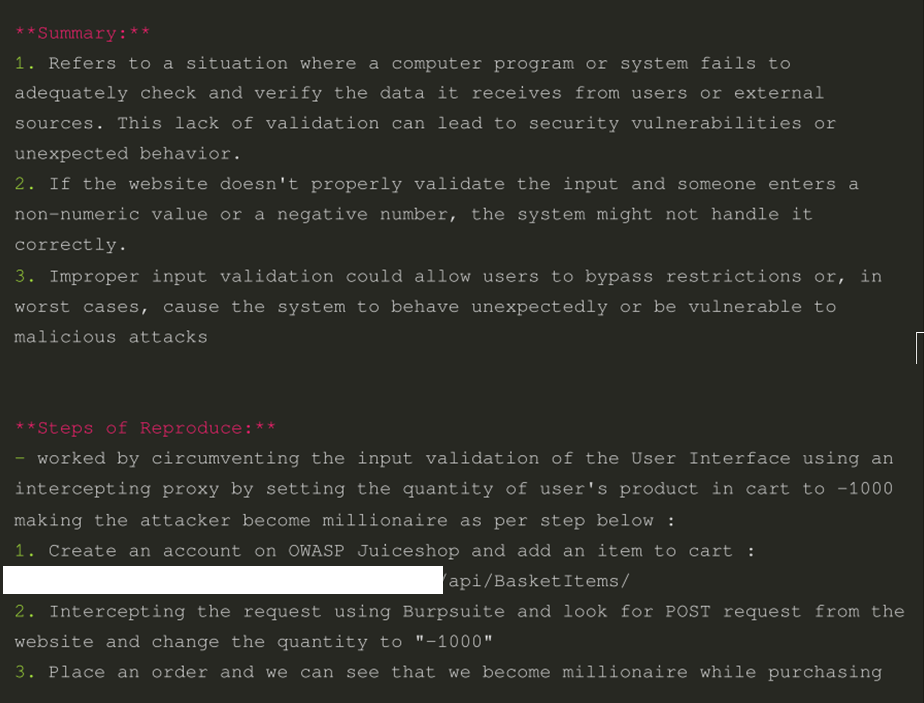 **Summary:**
1. Refers to a situation where a computer program or system fails to
adequately check and verify the data it receives from users or external
sources. This lack of validation can lead to security vulnerabilities or
unexpected behavior.
2. If the website doesn't properly validate the input and someone enters a
non-numeric value or a negative number, the system might not handle it
correctly.
3. Improper input validation could allow users to bypass restrictions or, in
worst cases, cause the system to behave unexpectedly or be vulnerable to
malicious attacks
**Steps of Reproduce:**
- worked by circumventing the input validation of the User Interface using an
intercepting proxy by setting the quantity of user's product in cart to -1000
making the attacker become millionaire as per step below :
1. Create an account on OWASP Juiceshop and add an item to cart :
/api/BasketItems/
2. Intercepting the request using Burpsuite and look for POST request from the
website and change the quantity to "-1000"
3. Place an order and we can see that we become millionaire while purchasing